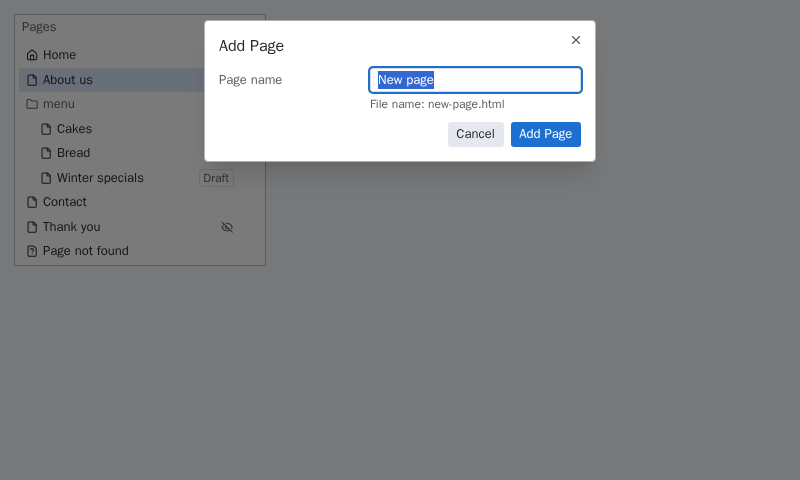 Pages
Home
About us
menu
Cakes
Bread
Winter specials Draft
Contact
Thank you
Page not found
Add Page
Page name New page
File name: new-page.html
Cancel Add Page